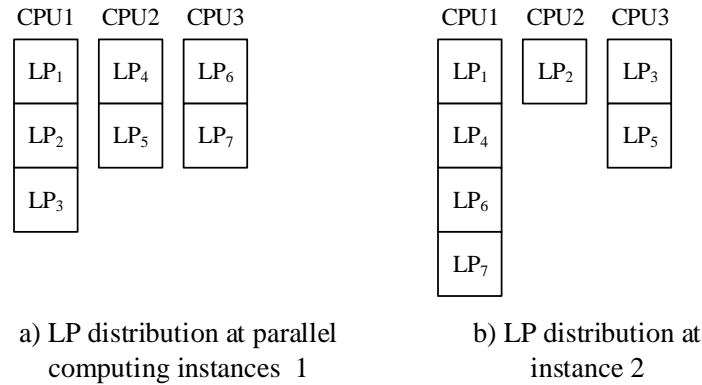 CPU1 CPU2 CPU3
LP₁ LP₄ LP₆
LP₂ LP₅ LP₇
LP₃
a) LP distribution at parallel
computing instances 1
CPU1 CPU2 CPU3
LP₁ LP₂ LP₃
LP₄ LP₅
LP₆
LP₇
b) LP distribution at
instance 2